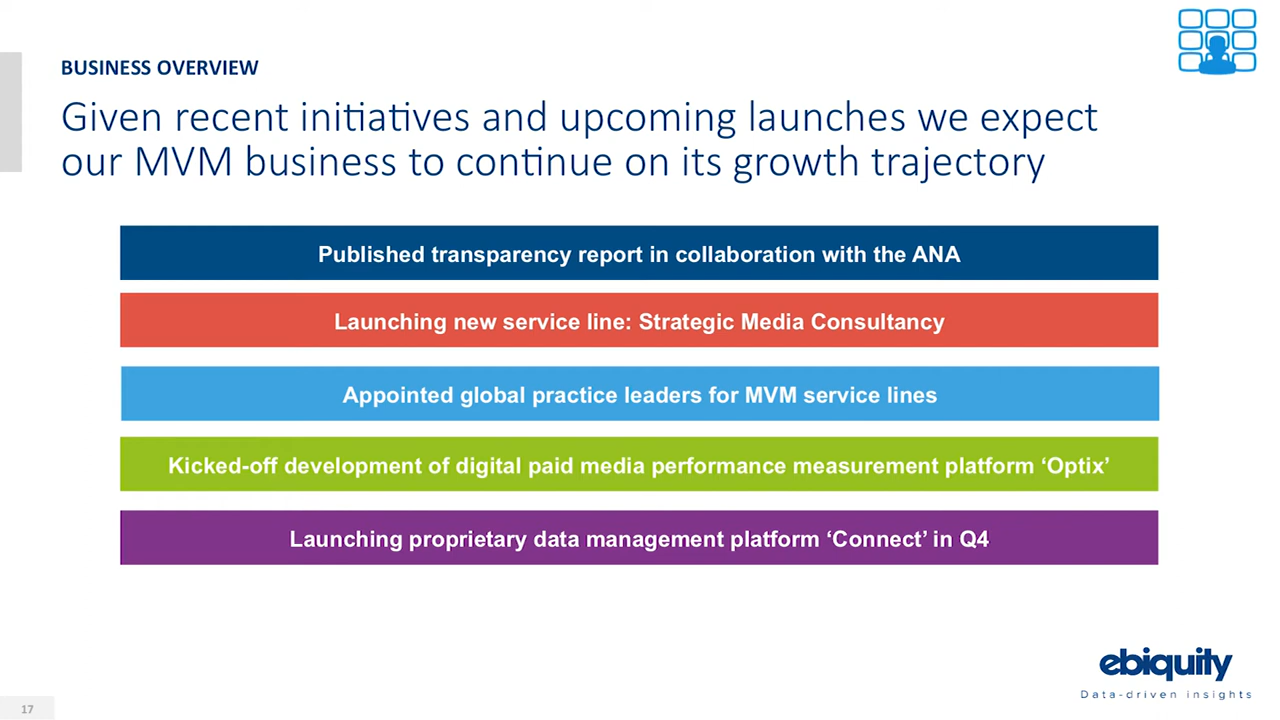 BUSINESS OVERVIEW
Given recent initiatives and upcoming launches we expect
our MVM business to continue on its growth trajectory
Published transparency report in collaboration with the ANA
Launching new service line: Strategic Media Consultancy
Appointed global practice leaders for MVM service lines
Kicked-off development of digital paid media performance measurement platform ‘Optix’
Launching proprietary data management platform ‘Connect’ in Q4
ebiquity
Data-driven insights
17